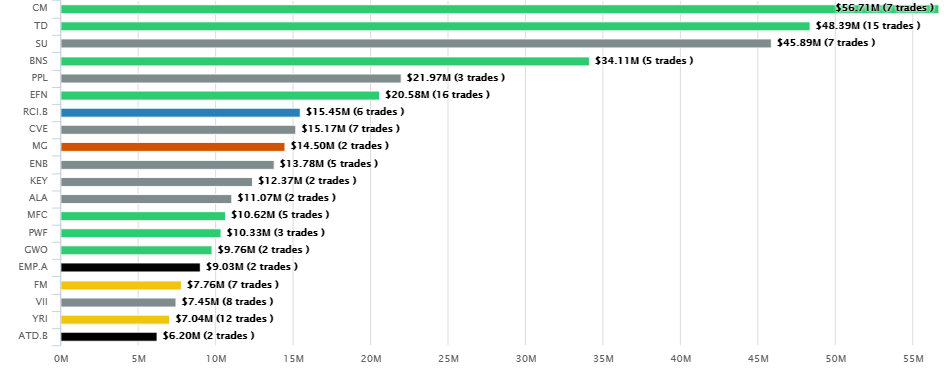 CM $56.71M (7 trades )
TD $48.39M (15 trades )
SU $45.89M (7 trades )
BNS $34.11M (5 trades )
PPL $21.97M (3 trades )
EFN $20.58M (16 trades )
RCI.B $15.45M (6 trades )
CVE $15.17M (7 trades )
MG $14.50M (2 trades )
ENB $13.78M (5 trades )
KEY $12.37M (2 trades )
ALA $11.07M (2 trades )
MFC $10.62M (5 trades )
PWF $10.33M (3 trades )
GWO $9.76M (2 trades )
EMP.A $9.03M (2 trades )
FM $7.76M (7 trades )
VII $7.45M (8 trades )
YRI $7.04M (12 trades )
ATD.B $6.20M (2 trades )
0M 5M 10M 15M 20M 25M 30M 35M 40M 45M 50M 55M